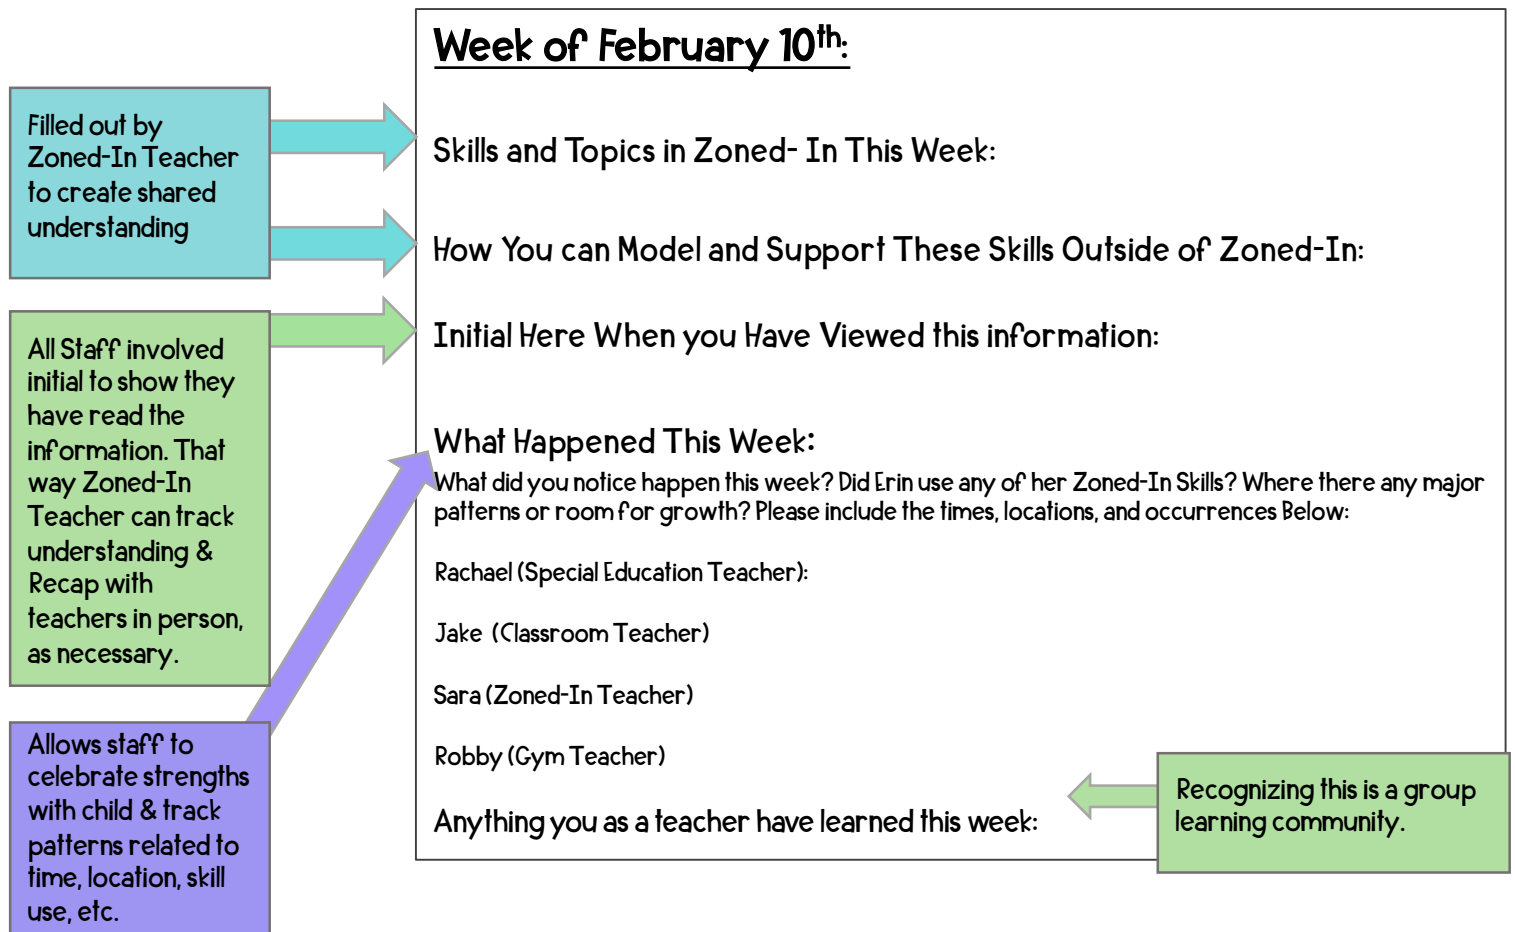 Week of February 10th:
Filled out by
Zoned-In Teacher
to create shared
understanding
Skills and Topics in Zoned- In This Week:
How You can Model and Support These Skills Outside of Zoned-In:
All Staff involved
initial to show they
have read the
information. That
way Zoned-In
Teacher can track
understanding &
Recap with
teachers in person,
as necessary.
Initial Here When you Have Viewed this information:
What Happened This Week:
What did you notice happen this week? Did Erin use any of her Zoned-In Skills? Where there any major
patterns or room for growth? Please include the times, locations, and occurrences Below:
Rachael (Special Education Teacher):
Jake (Classroom Teacher)
Sara (Zoned-In Teacher)
Robby (Gym Teacher)
Anything you as a teacher have learned this week:
Allows staff to
celebrate strengths
with child & track
patterns related to
time, location, skill
use, etc.
Recognizing this is a group
learning community.